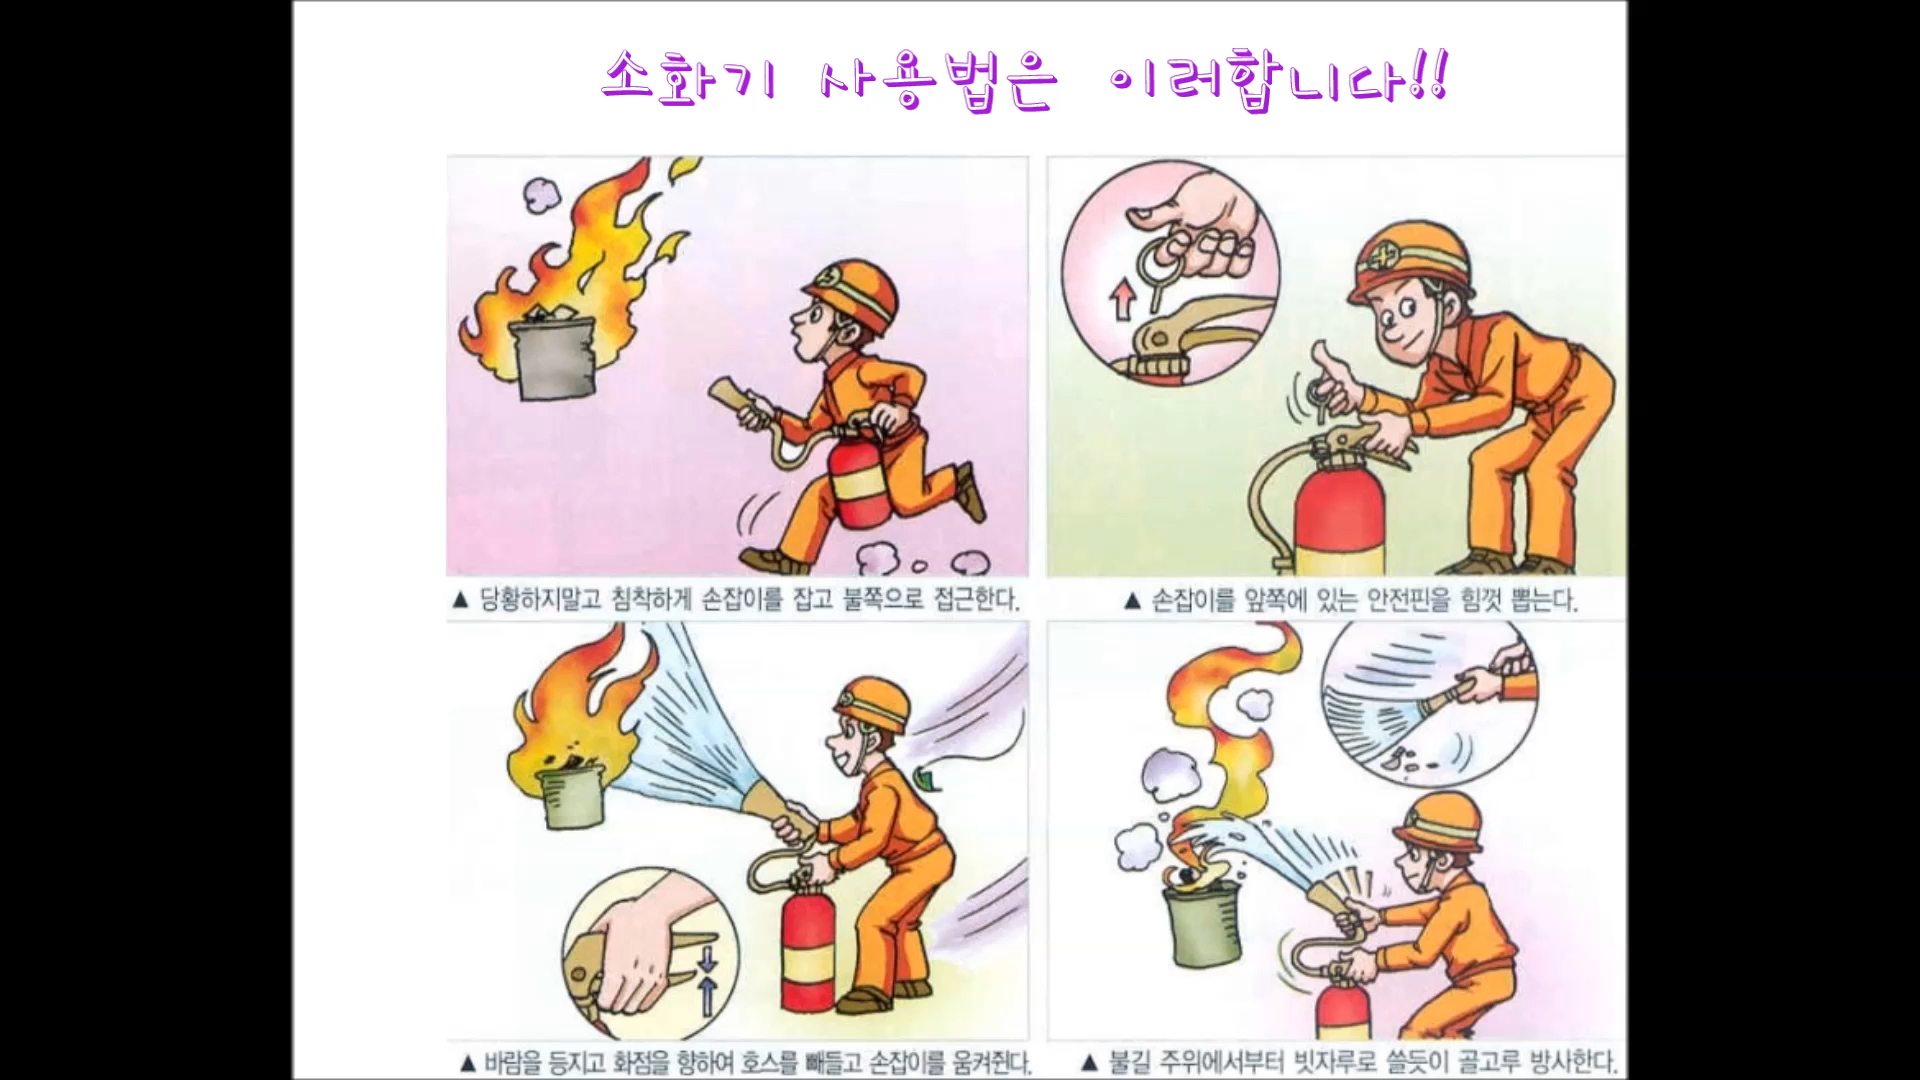 소화기 사용법은 이러합니다!!
▲ 당황하지말고 침착하게 손잡이를 잡고 불쪽으로 접근한다.
▲ 손잡이를 앞쪽에 있는 안전핀을 힘껏 뽑는다.
▲ 바람을 등지고 화점을 향하여 호스를 빼들고 손잡이를 움켜쥔다.
▲ 불길 주위에서부터 빗자루로 쓸듯이 골고루 방사한다.